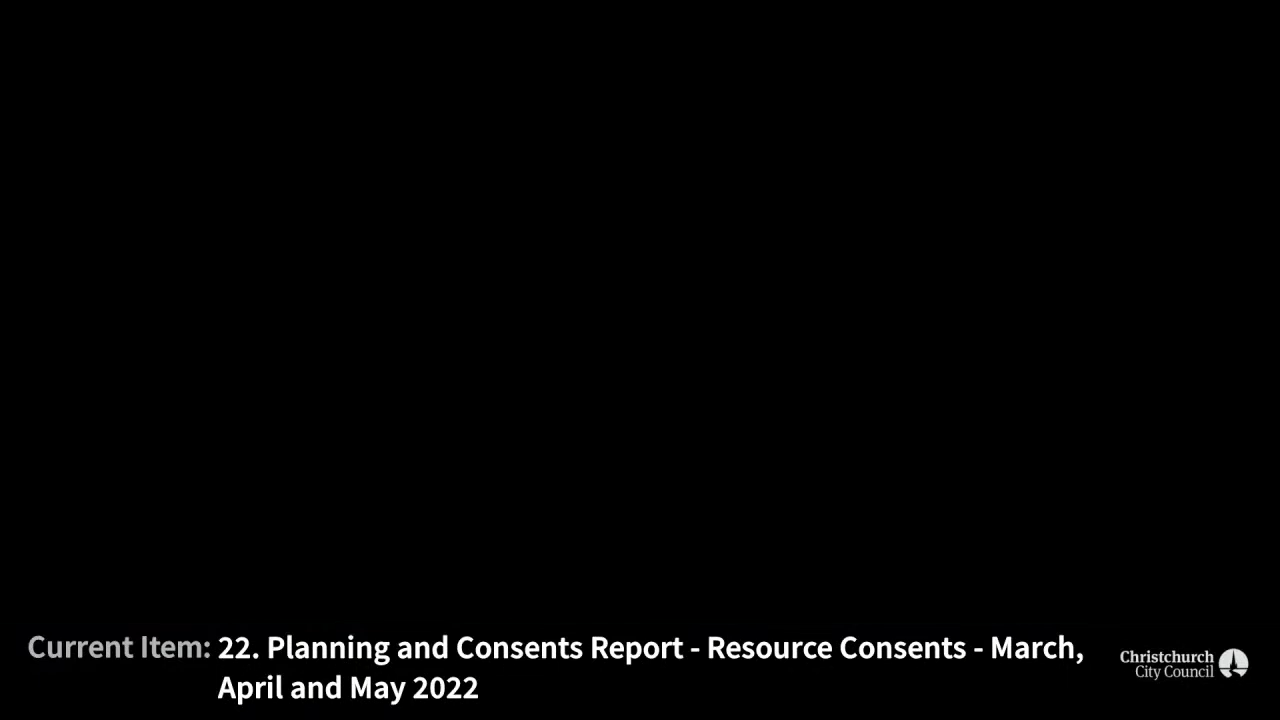 Current Item: 22. Planning and Consents Report - Resource Consents - March,
April and May 2022
Christchurch
City Council